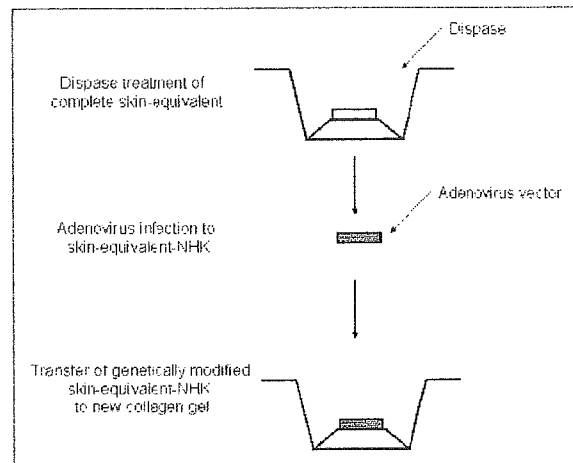 Dispase
Dispase treatment of
complete skin-equivalent
Adenovirus vector
Adenovirus infection to
skin-equivalent-NHK
Transfer of genetically modified
skin-equivalent-NHK
to new collagen gel